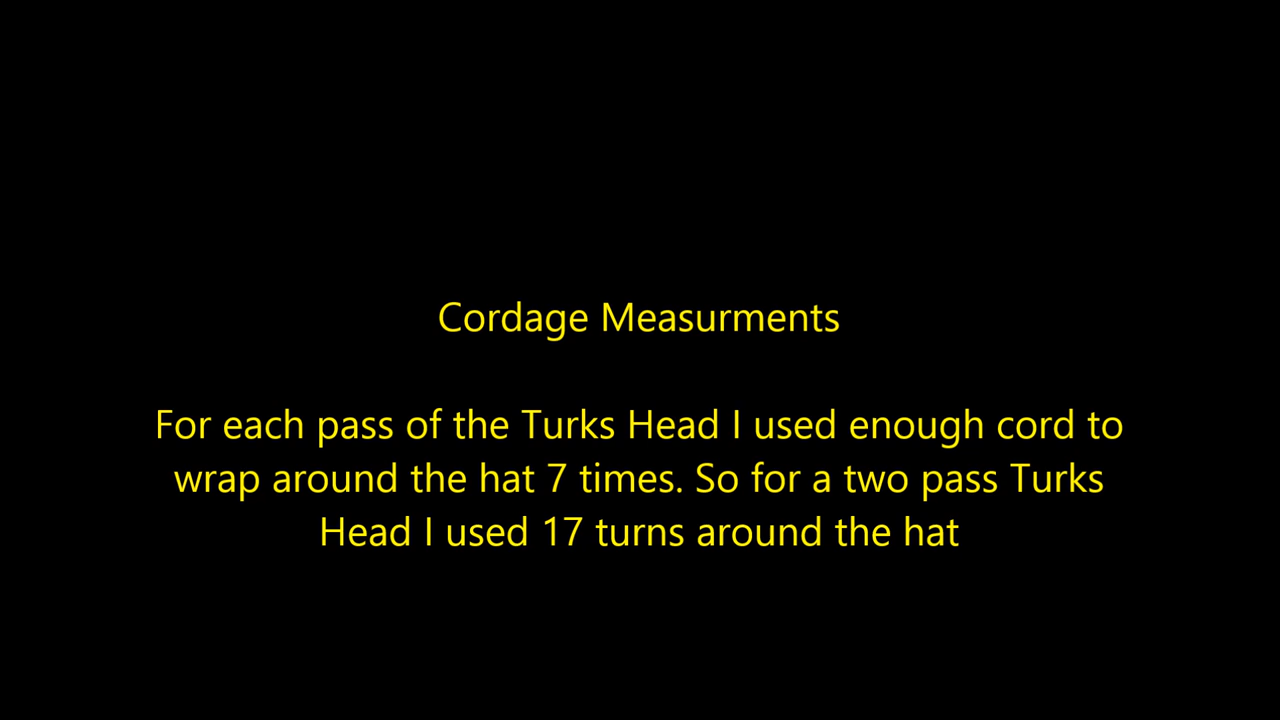 Cordage Measurments
For each pass of the Turks Head I used enough cord to
wrap around the hat 7 times. So for a two pass Turks
Head I used 17 turns around the hat